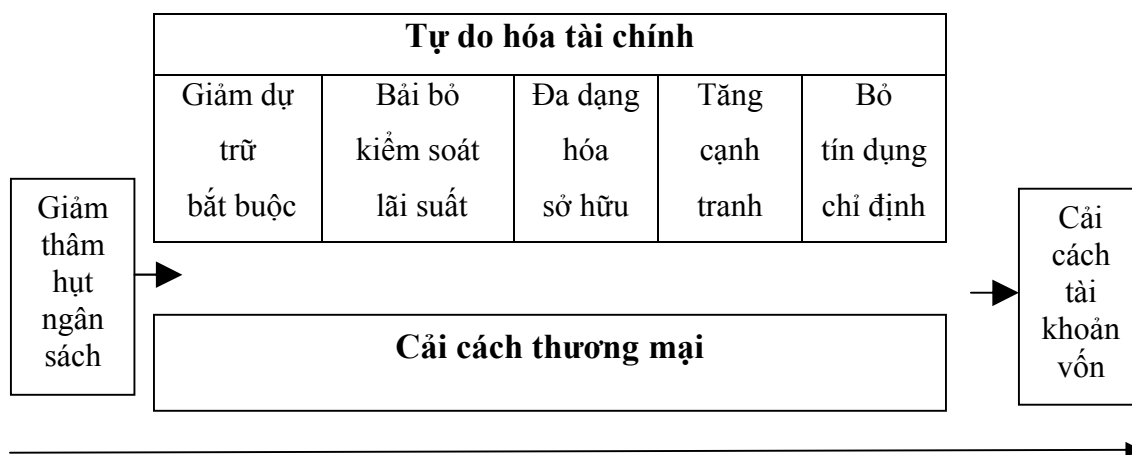 Tự do hóa tài chính
Giảm dự
trữ
bắt buộc
Bải bỏ
kiểm soát
lãi suất
Đa dạng
hóa
sở hữu
Tăng
cạnh
tranh
Bỏ
tín dụng
chỉ định
Giảm
thâm
hụt
ngân
sách
Cải cách thương mại
Cải
cách
tài
khoản
vốn